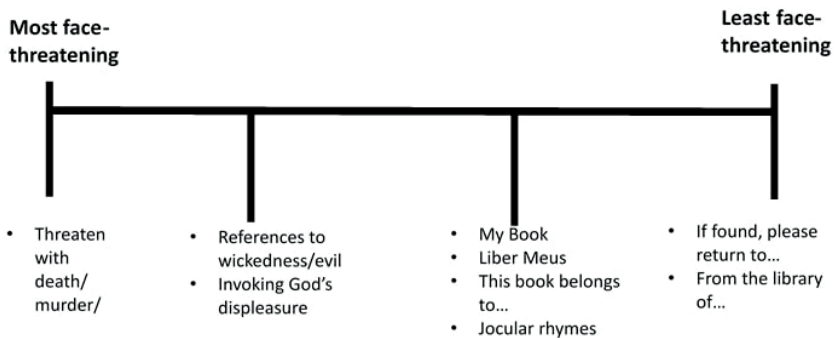 Most face-
threatening
Least face-
threatening
• Threaten
with
death/
murder/
• References to
wickedness/evil
• Invoking God's
displeasure
• My Book
• Liber Meus
• This book belongs
to…
• Jocular rhymes
• If found, please
return to…
• From the library
of…